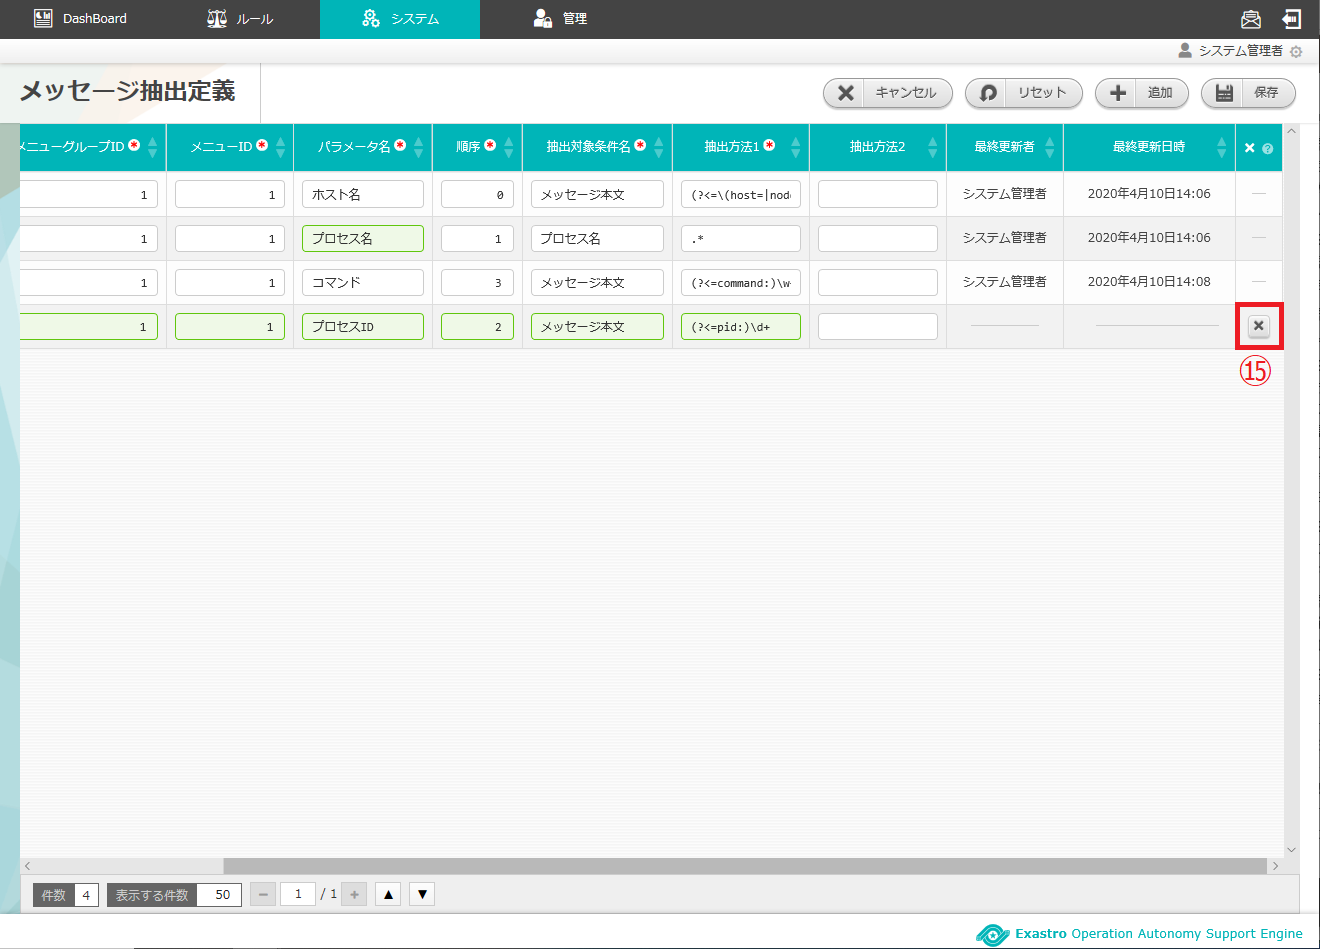 DashBoard ルール システム 管理
システム管理者
メッセージ抽出定義 キャンセル リセット 追加 保存
メニューグループID* メニューID* パラメータ名* 順序* 抽出対象条件名* 抽出方法1* 抽出方法2 最終更新者 最終更新日時 × ?
1 1 ホスト名 0 メッセージ本文 (?<=\(host=|nod システム管理者 2020年4月10日14:06 —
1 1 プロセス名 1 プロセス名 .* システム管理者 2020年4月10日14:06 —
1 1 コマンド 3 メッセージ本文 (?<=command:)\w システム管理者 2020年4月10日14:08 —
1 1 プロセスID 2 メッセージ本文 (?<=pid:)\d+ ×
⑮
件数 4 表示する件数 50 − 1 / 1 + ▲ ▼
Exastro Operation Autonomy Support Engine